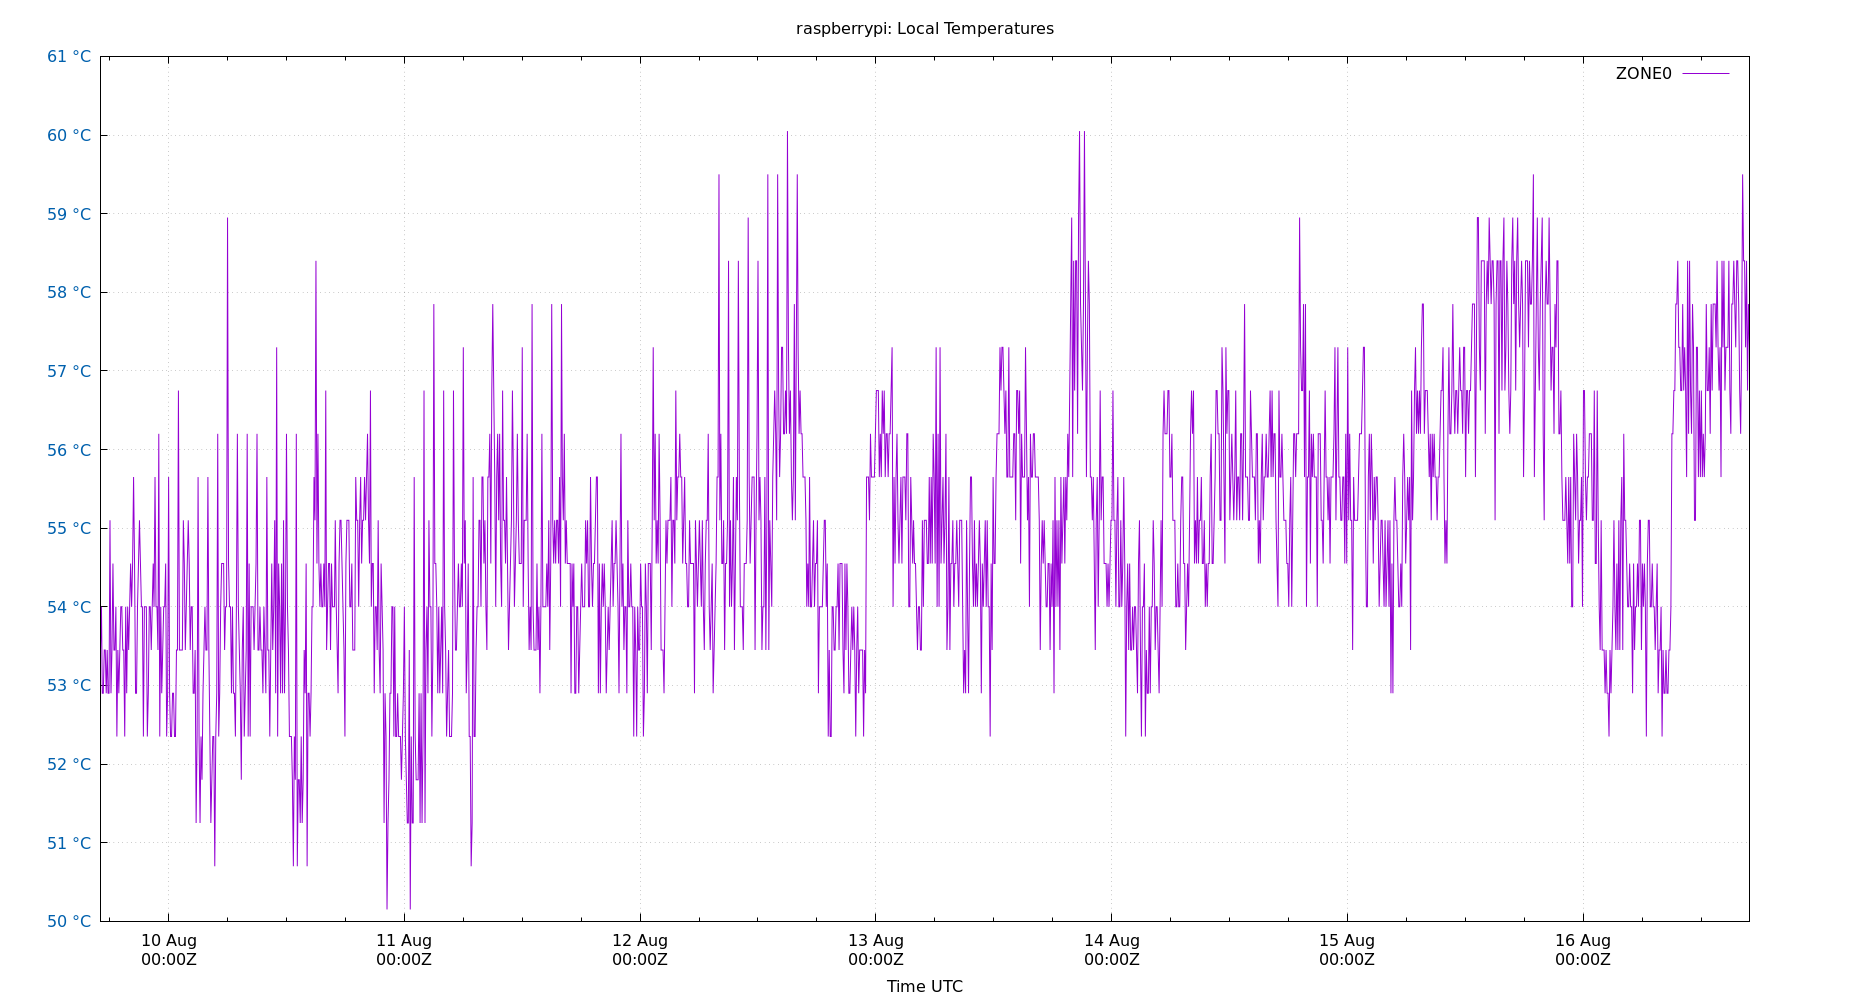 raspberrypi: Local Temperatures
61 °C
ZONE0
60 °C
59 °C
58 °C
57 °C
56 °C
55 °C
54 °C
53 °C
52 °C
51 °C
50 °C
10 Aug 11 Aug 12 Aug 13 Aug 14 Aug 15 Aug 16 Aug
00:00Z 00:00Z 00:00Z 00:00Z 00:00Z 00:00Z 00:00Z
Time UTC